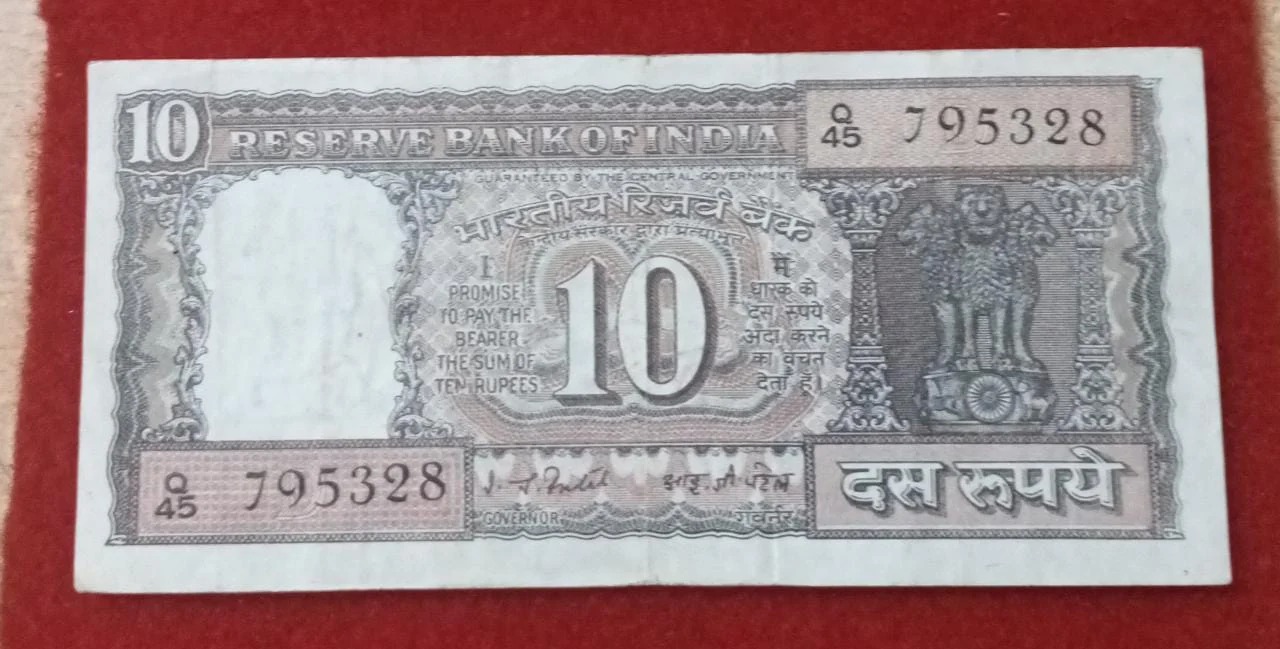 10
RESERVE BANK OF INDIA
Q
45 795328
GUARANTEED BY THE CENTRAL GOVERNMENT
भारतीय रिज़र्व बैंक
केन्द्रीय सरकार द्वारा प्रत्याभूत
I
PROMISE
TO PAY THE
BEARER
THE SUM OF
TEN RUPEES
10
मैं
धारक को
दस रुपये
अदा करने
का वचन
देता हूँ।
Q
45 795328
आइ. जी. पटेल
GOVERNOR
गवर्नर
दस रूपये